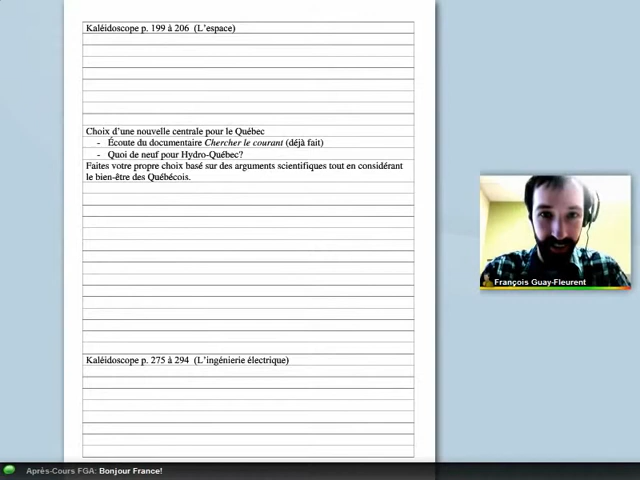 Kaléidoscope p. 199 à 206 (L'espace)
Choix d'une nouvelle centrale pour le Québec
- Écoute du documentaire Chercher le courant (déjà fait)
- Quoi de neuf pour Hydro-Québec?
Faites votre propre choix basé sur des arguments scientifiques tout en considérant
le bien-être des Québécois.
François Guay-Fleurent
Kaléidoscope p. 275 à 294 (L'ingénierie électrique)
Après-Cours FGA: Bonjour France!